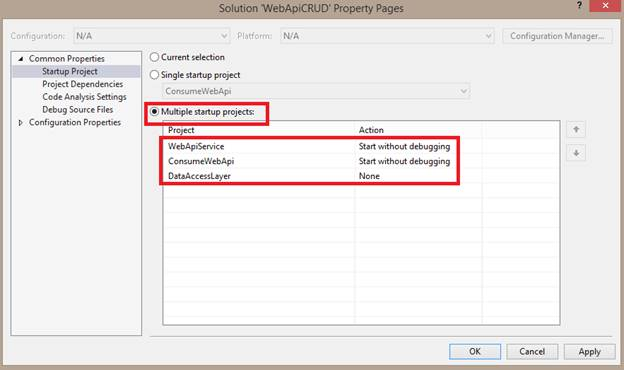 Solution 'WebApiCRUD' Property Pages
?
Configuration: N/A Platform: N/A Configuration Manager...
Common Properties
Startup Project
Project Dependencies
Code Analysis Settings
Debug Source Files
Configuration Properties
Current selection
Single startup project
ConsumeWebApi
Multiple startup projects:
Project Action
WebApiService Start without debugging
ConsumeWebApi Start without debugging
DataAccessLayer None
OK Cancel Apply